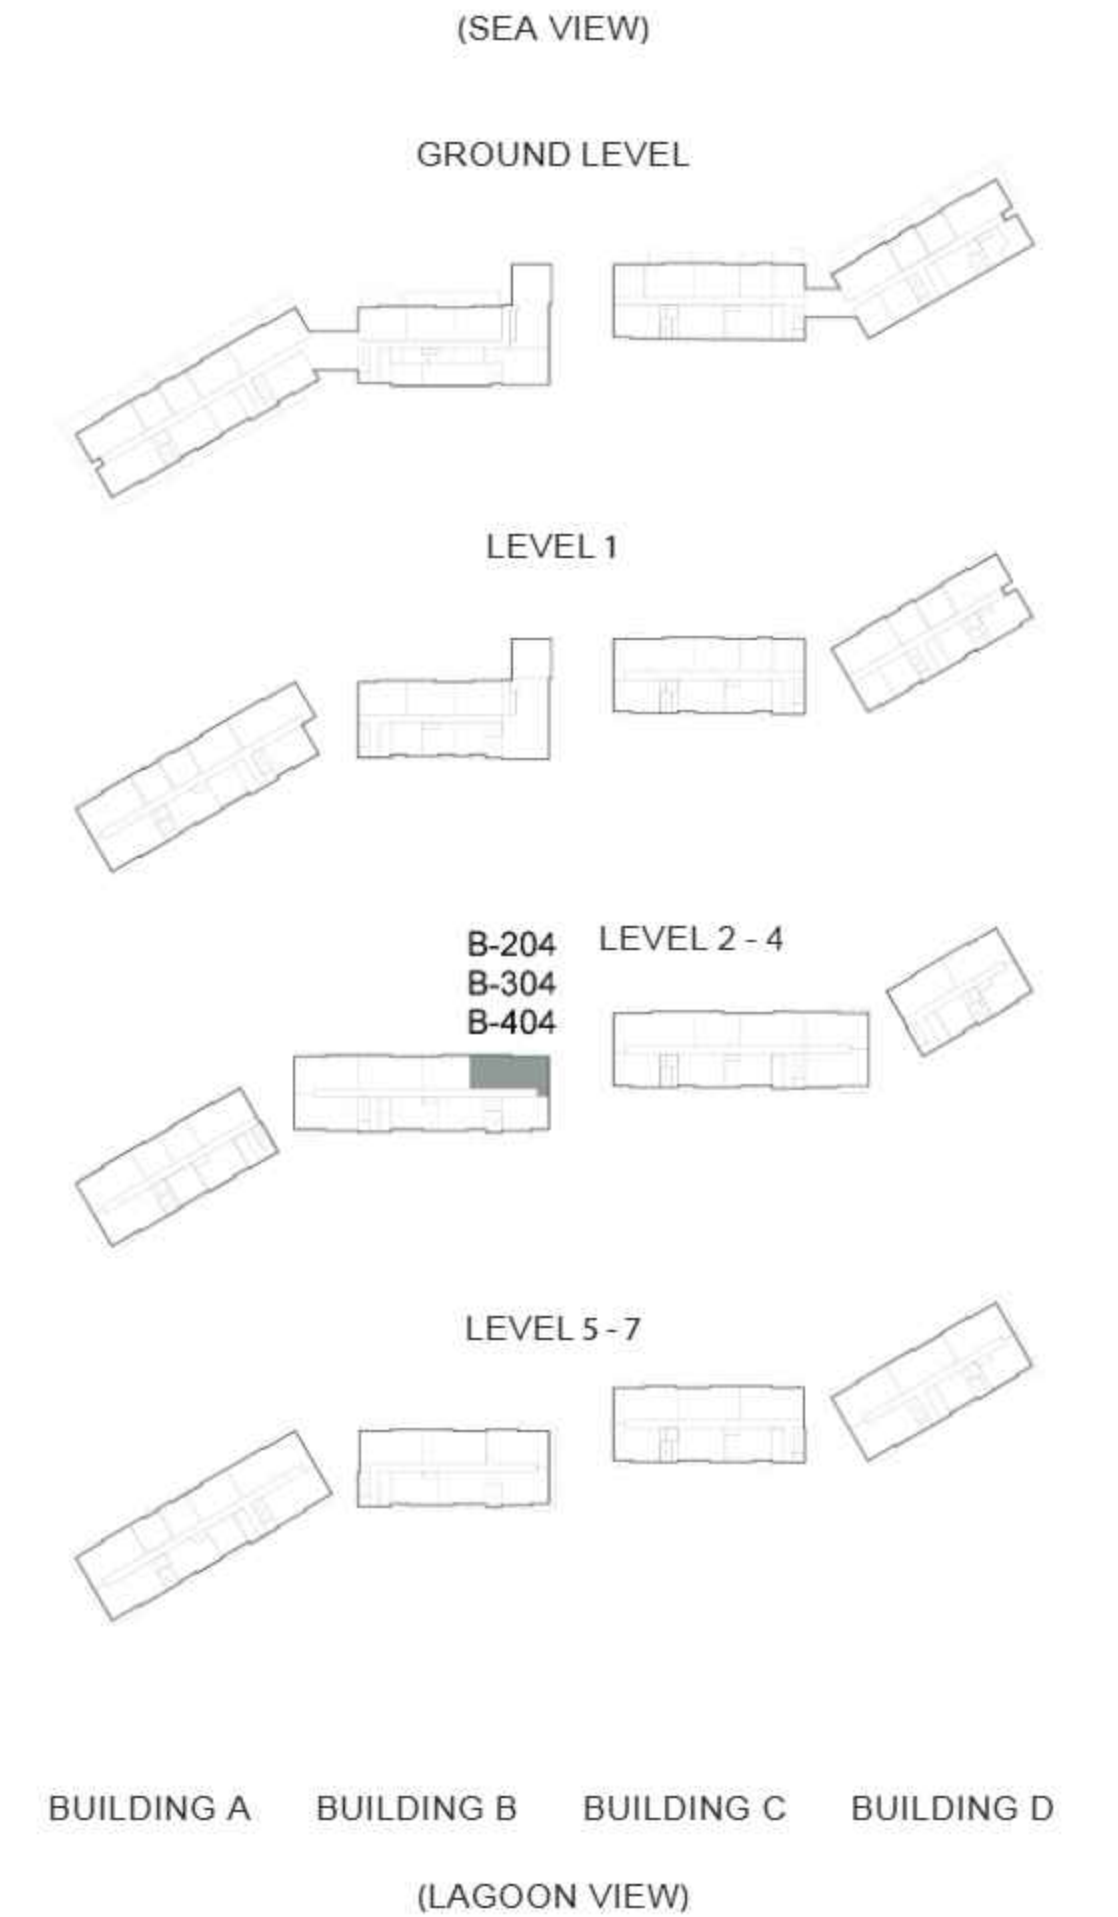 (SEA VIEW)
GROUND LEVEL
LEVEL 1
B-204
B-304
B-404
LEVEL 2 - 4
LEVEL 5 - 7
BUILDING A
BUILDING B
BUILDING C
BUILDING D
(LAGOON VIEW)